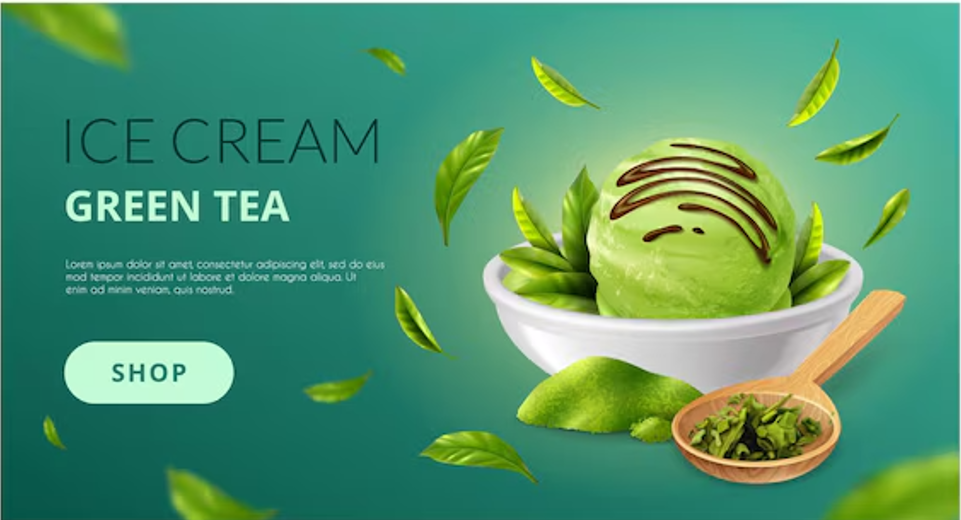 ICE CREAM
GREEN TEA
Lorem ipsum dolor sit amet, consectetur adipiscing elit, sed do eius
mod tempor incididunt ut labore et dolore magna aliqua. Ut
enim ad minim veniam, quis nostrud.
SHOP